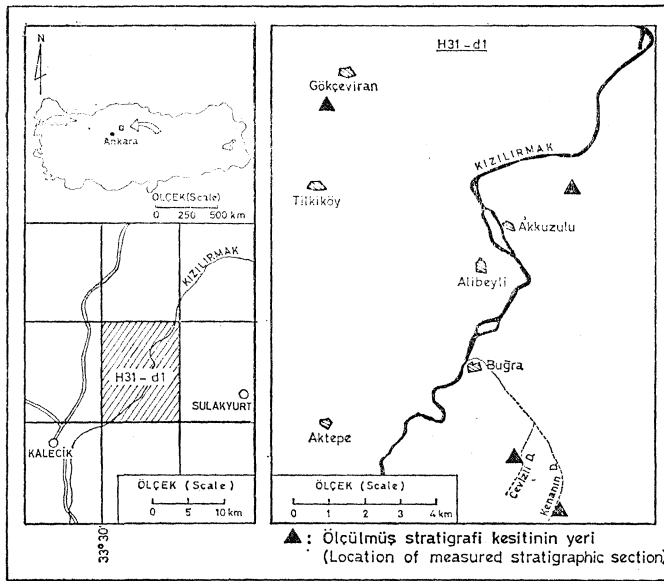 N
Ankara
ÖLÇEK (Scale)
0 250 500 km
KIZILIRMAK
H31-d1
SULAKYURT
KALECİK
ÖLÇEK (Scale)
0 5 10 km
33°30'
H31-d1
Gökçeviran
KIZILIRMAK
Tilkiköy
Akkuzulu
Alibeyli
Buğra
Aktepe
Cevizli D.
Kenanın D.
ÖLÇEK (Scale)
0 1 2 3 4 km
▲: Ölçülmüş stratigrafi kesitinin yeri
(Location of measured stratigraphic section)